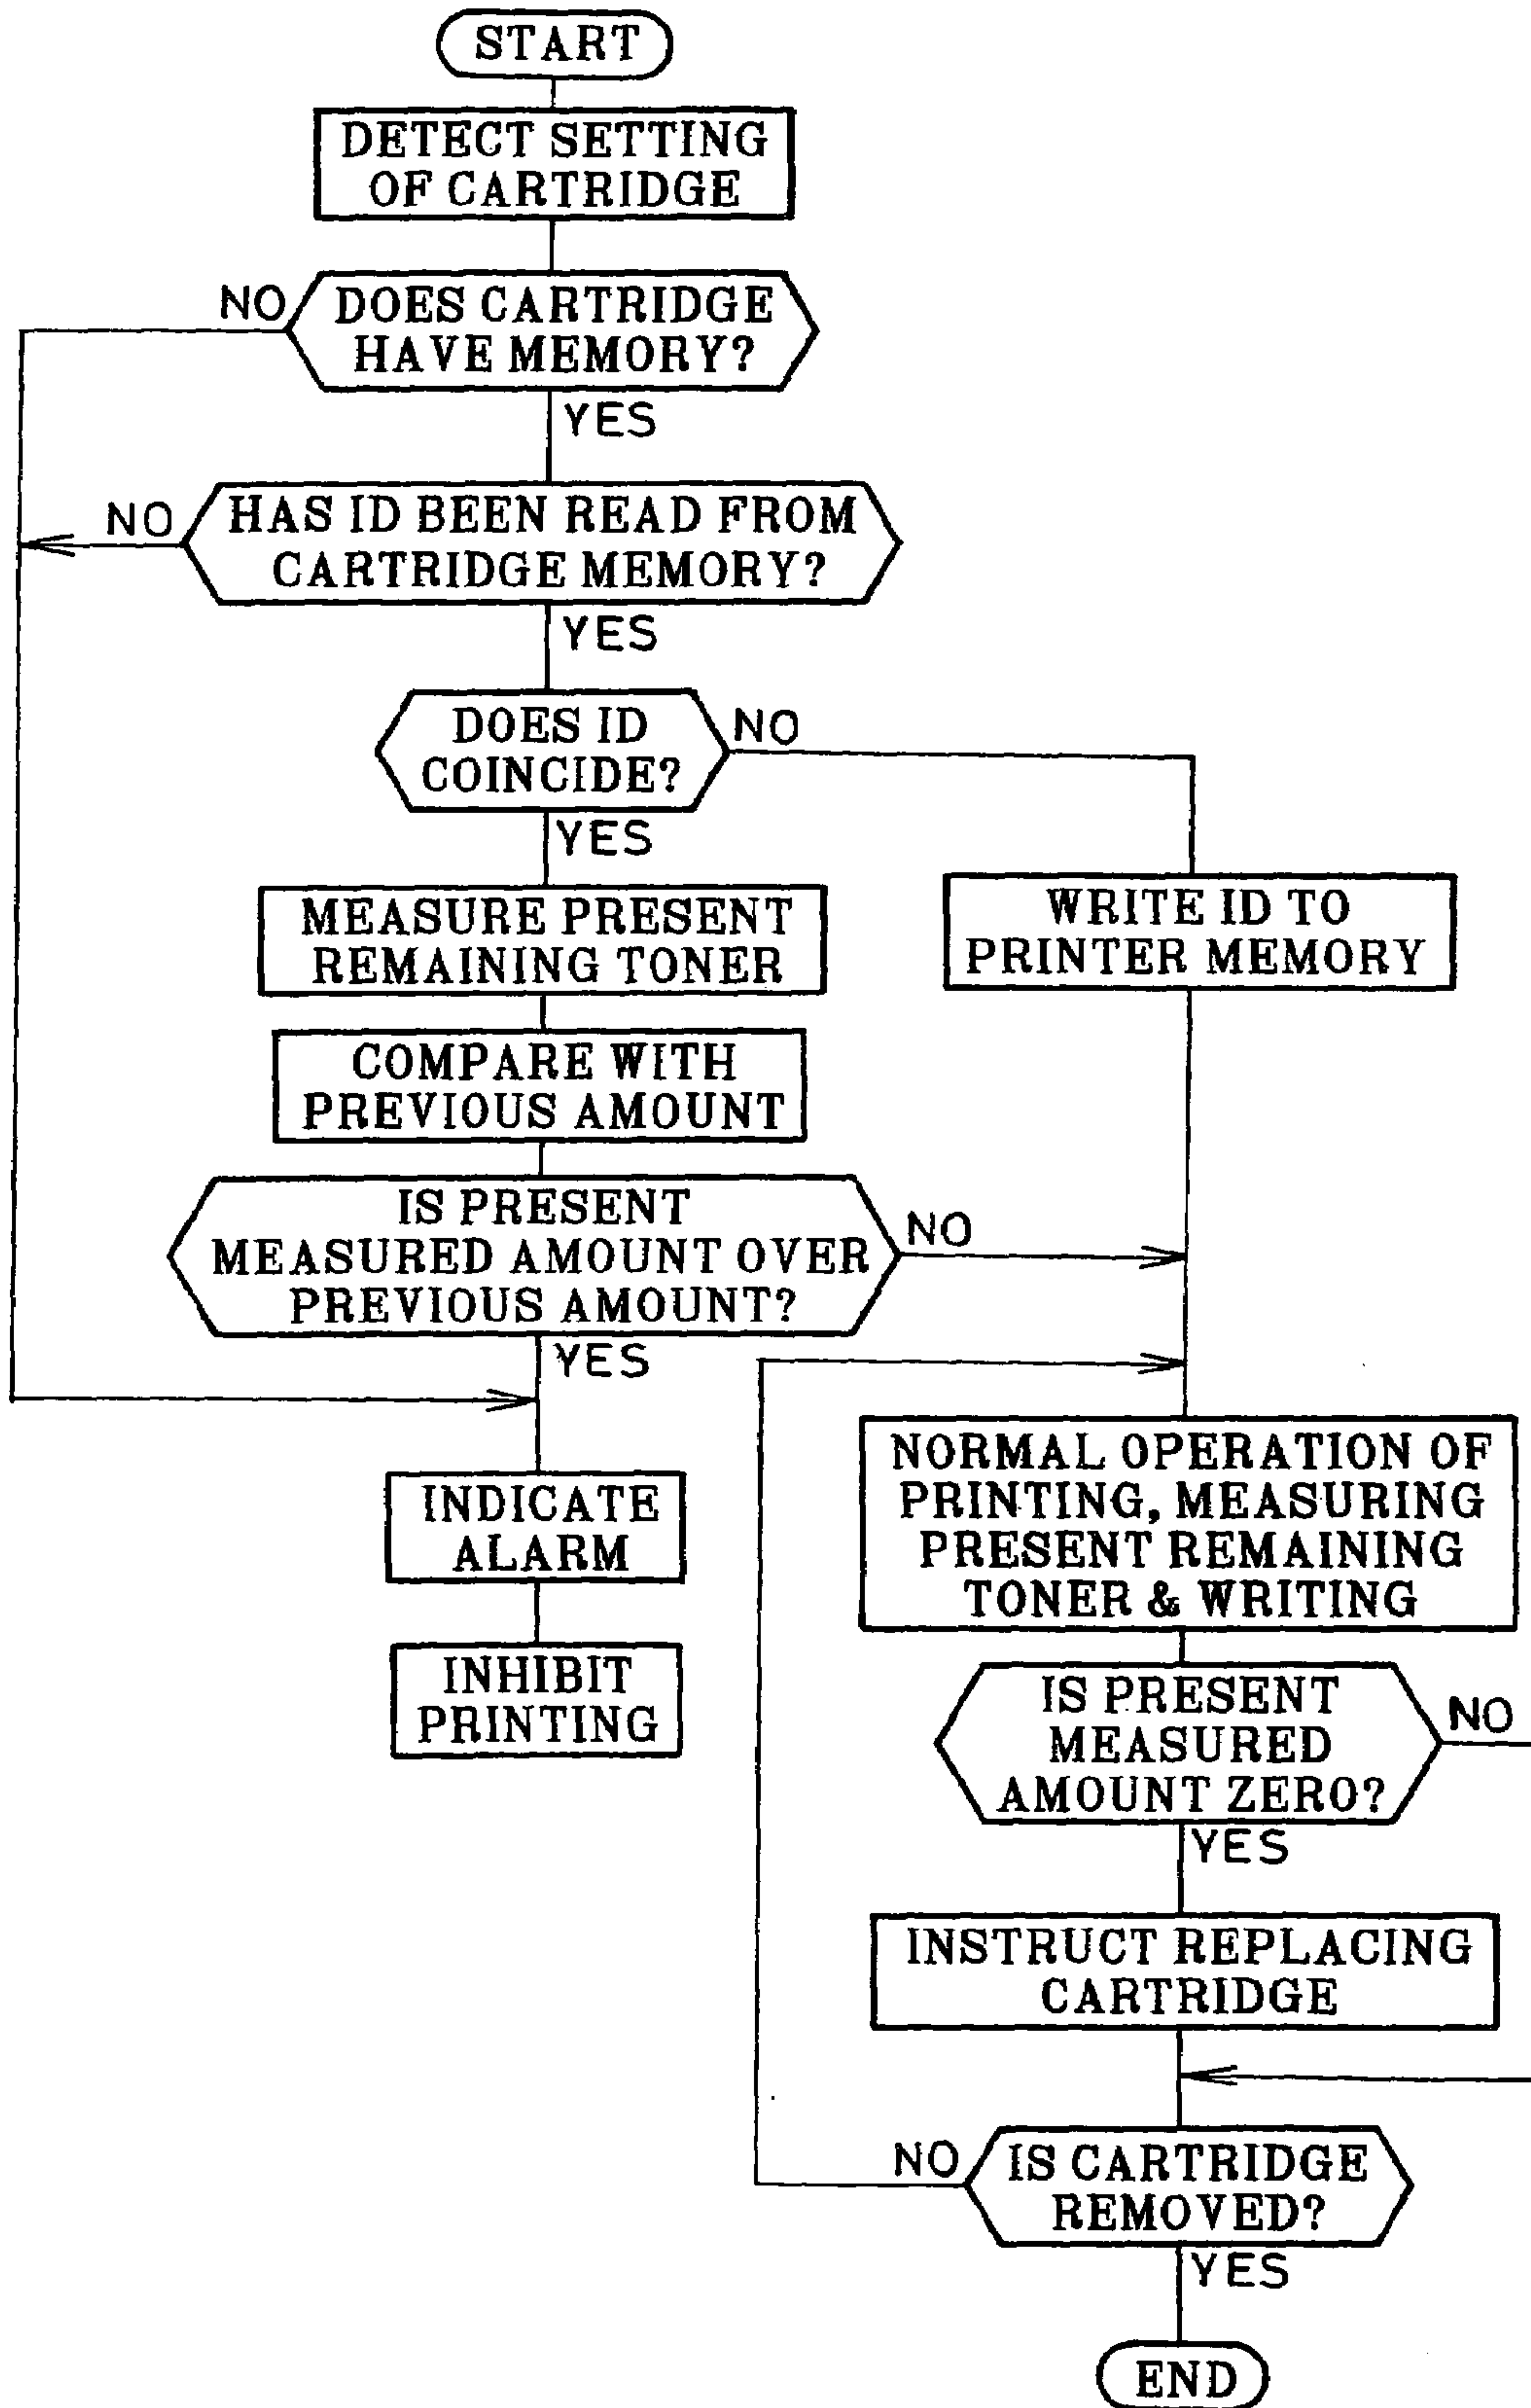 START
DETECT SETTING
OF CARTRIDGE
NO
DOES CARTRIDGE
HAVE MEMORY?
YES
NO
HAS ID BEEN READ FROM
CARTRIDGE MEMORY?
YES
DOES ID
COINCIDE?
NO
YES
MEASURE PRESENT
REMAINING TONER
WRITE ID TO
PRINTER MEMORY
COMPARE WITH
PREVIOUS AMOUNT
IS PRESENT
MEASURED AMOUNT OVER
PREVIOUS AMOUNT?
NO
YES
INDICATE
ALARM
INHIBIT
PRINTING
NORMAL OPERATION OF
PRINTING, MEASURING
PRESENT REMAINING
TONER & WRITING
IS PRESENT
MEASURED
AMOUNT ZERO?
NO
YES
INSTRUCT REPLACING
CARTRIDGE
NO
IS CARTRIDGE
REMOVED?
YES
END